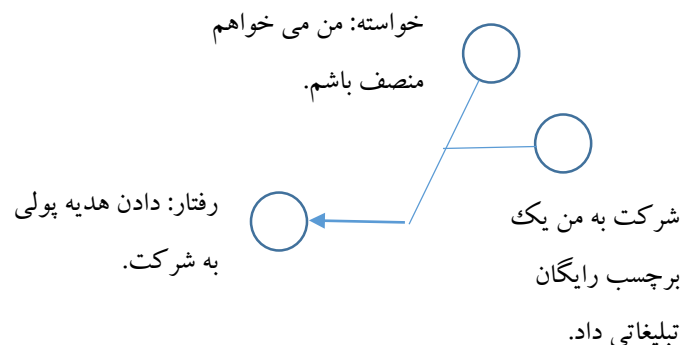 خواسته: من می خواهم
منصف باشم.
شرکت به من یک
برچسب رایگان
تبلیغاتی داد.
رفتار: دادن هدیه پولی
به شرکت.